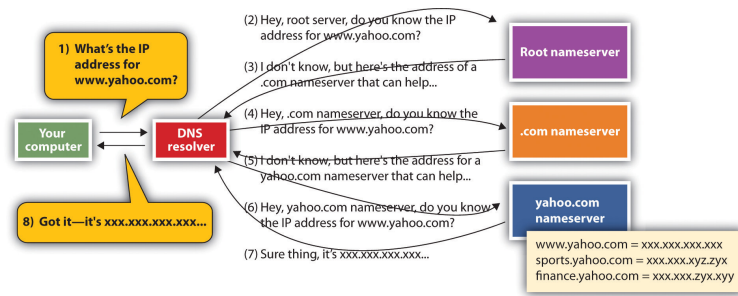 1) What's the IP
address for
www.yahoo.com?
Your
computer
DNS
resolver
8) Got it—it's xxx.xxx.xxx.xxx...
(2) Hey, root server, do you know the IP
address for www.yahoo.com?
(3) I don't know, but here's the address of a
.com nameserver that can help...
(4) Hey, .com nameserver, do you know the
IP address for www.yahoo.com?
(5) I don't know, but here's the address for a
yahoo.com nameserver that can help...
(6) Hey, yahoo.com nameserver, do you know
the IP address for www.yahoo.com?
(7) Sure thing, it's xxx.xxx.xxx.xxx...
Root nameserver
.com nameserver
yahoo.com
nameserver
www.yahoo.com = xxx.xxx.xxx.xxx
sports.yahoo.com = xxx.xxx.xyz.zyx
finance.yahoo.com = xxx.xxx.zyx.xyy